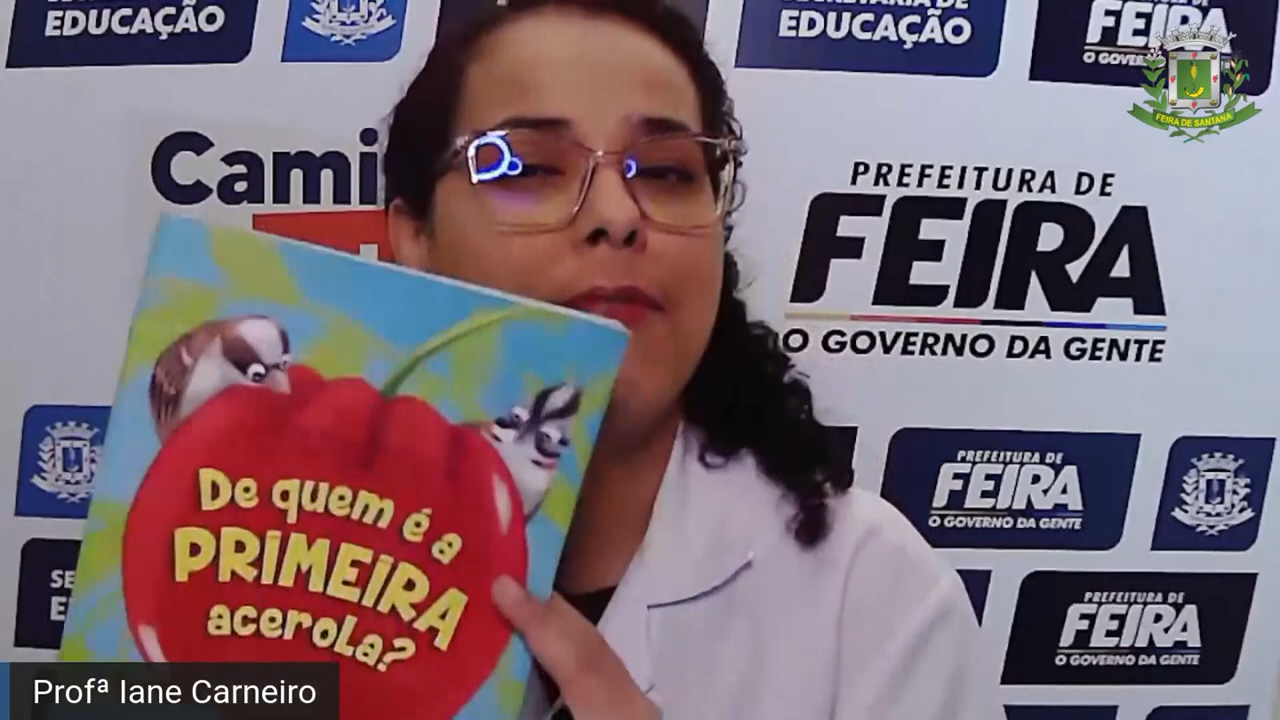 EDUCAÇÃO
EDUCAÇÃO
FEIRA
FEIRA DE SANTANA
Cami
PREFEITURA DE
FEIRA
O GOVERNO DA GENTE
De quem é a
PRIMEIRA
acerola?
PREFEITURA DE
FEIRA
O GOVERNO DA GENTE
PREFEITURA DE
FEIRA
O GOVERNO DA GENTE
Profª Iane Carneiro